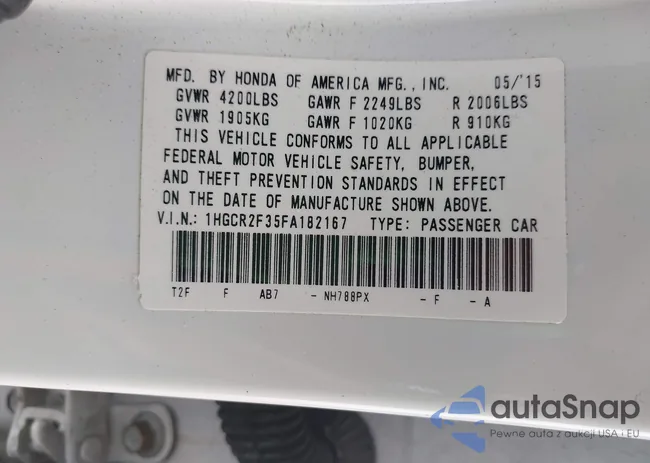 MFD. BY HONDA OF AMERICA MFG., INC. 05/'15
GVWR 4200LBS GAWR F 2249LBS R 2006LBS
GVWR 1905KG GAWR F 1020KG R 910KG
THIS VEHICLE CONFORMS TO ALL APPLICABLE
FEDERAL MOTOR VEHICLE SAFETY, BUMPER,
AND THEFT PREVENTION STANDARDS IN EFFECT
ON THE DATE OF MANUFACTURE SHOWN ABOVE.
V.I.N.: 1HGCR2F35FA182167 TYPE: PASSENGER CAR
T2F F AB7 - NH788PX - F - A
autaSnap
Pewne auta z aukcji USA i EU